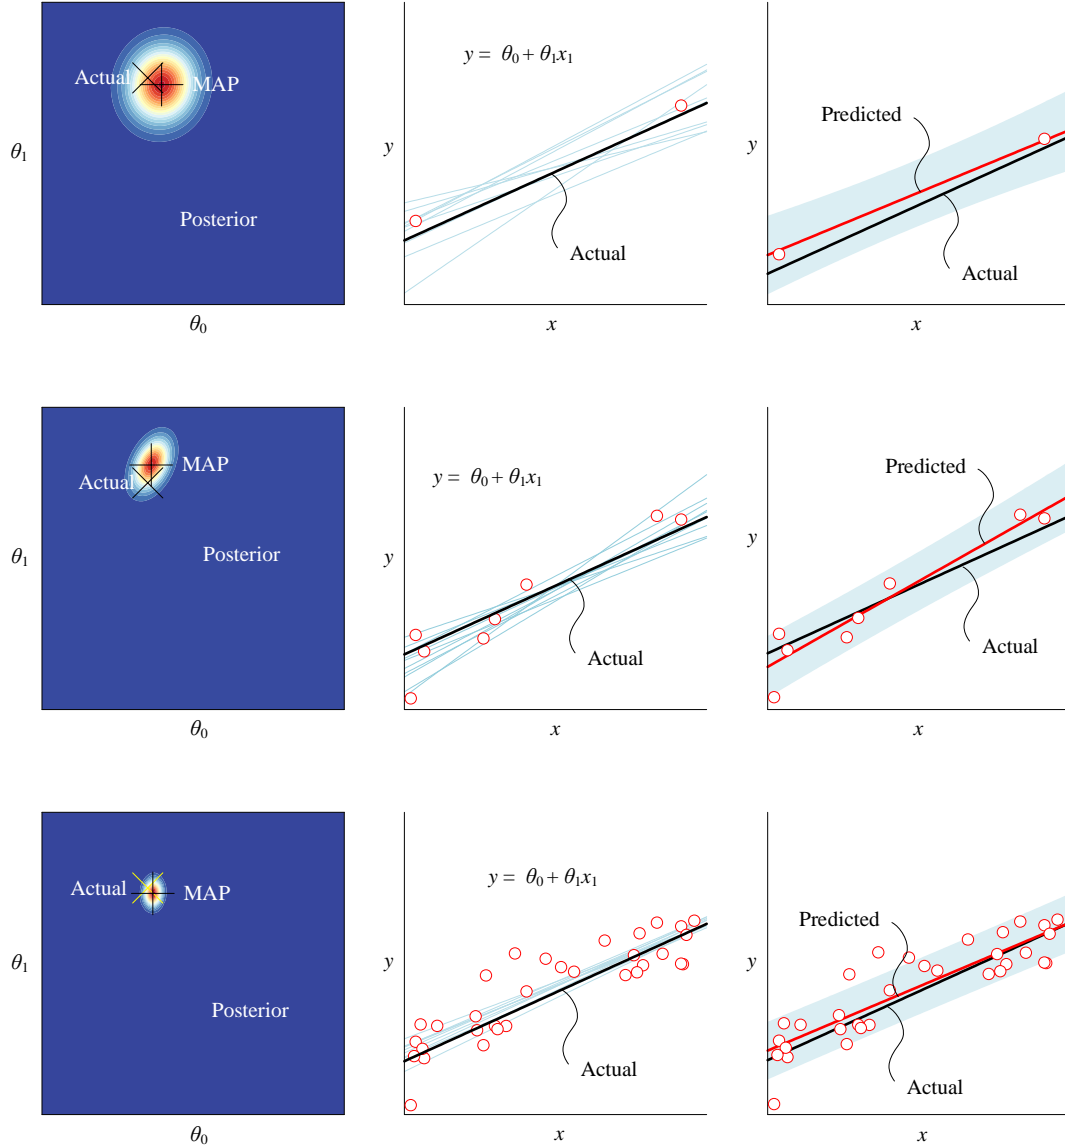 Actual
MAP
θ1
Posterior
θ0
y = θ0 + θ1x1
y
Actual
x
Predicted
y
Actual
x
MAP
Actual
θ1
Posterior
θ0
y = θ0 + θ1x1
y
Actual
x
Predicted
y
Actual
x
Actual
MAP
θ1
Posterior
θ0
y = θ0 + θ1x1
y
Actual
x
Predicted
y
Actual
x